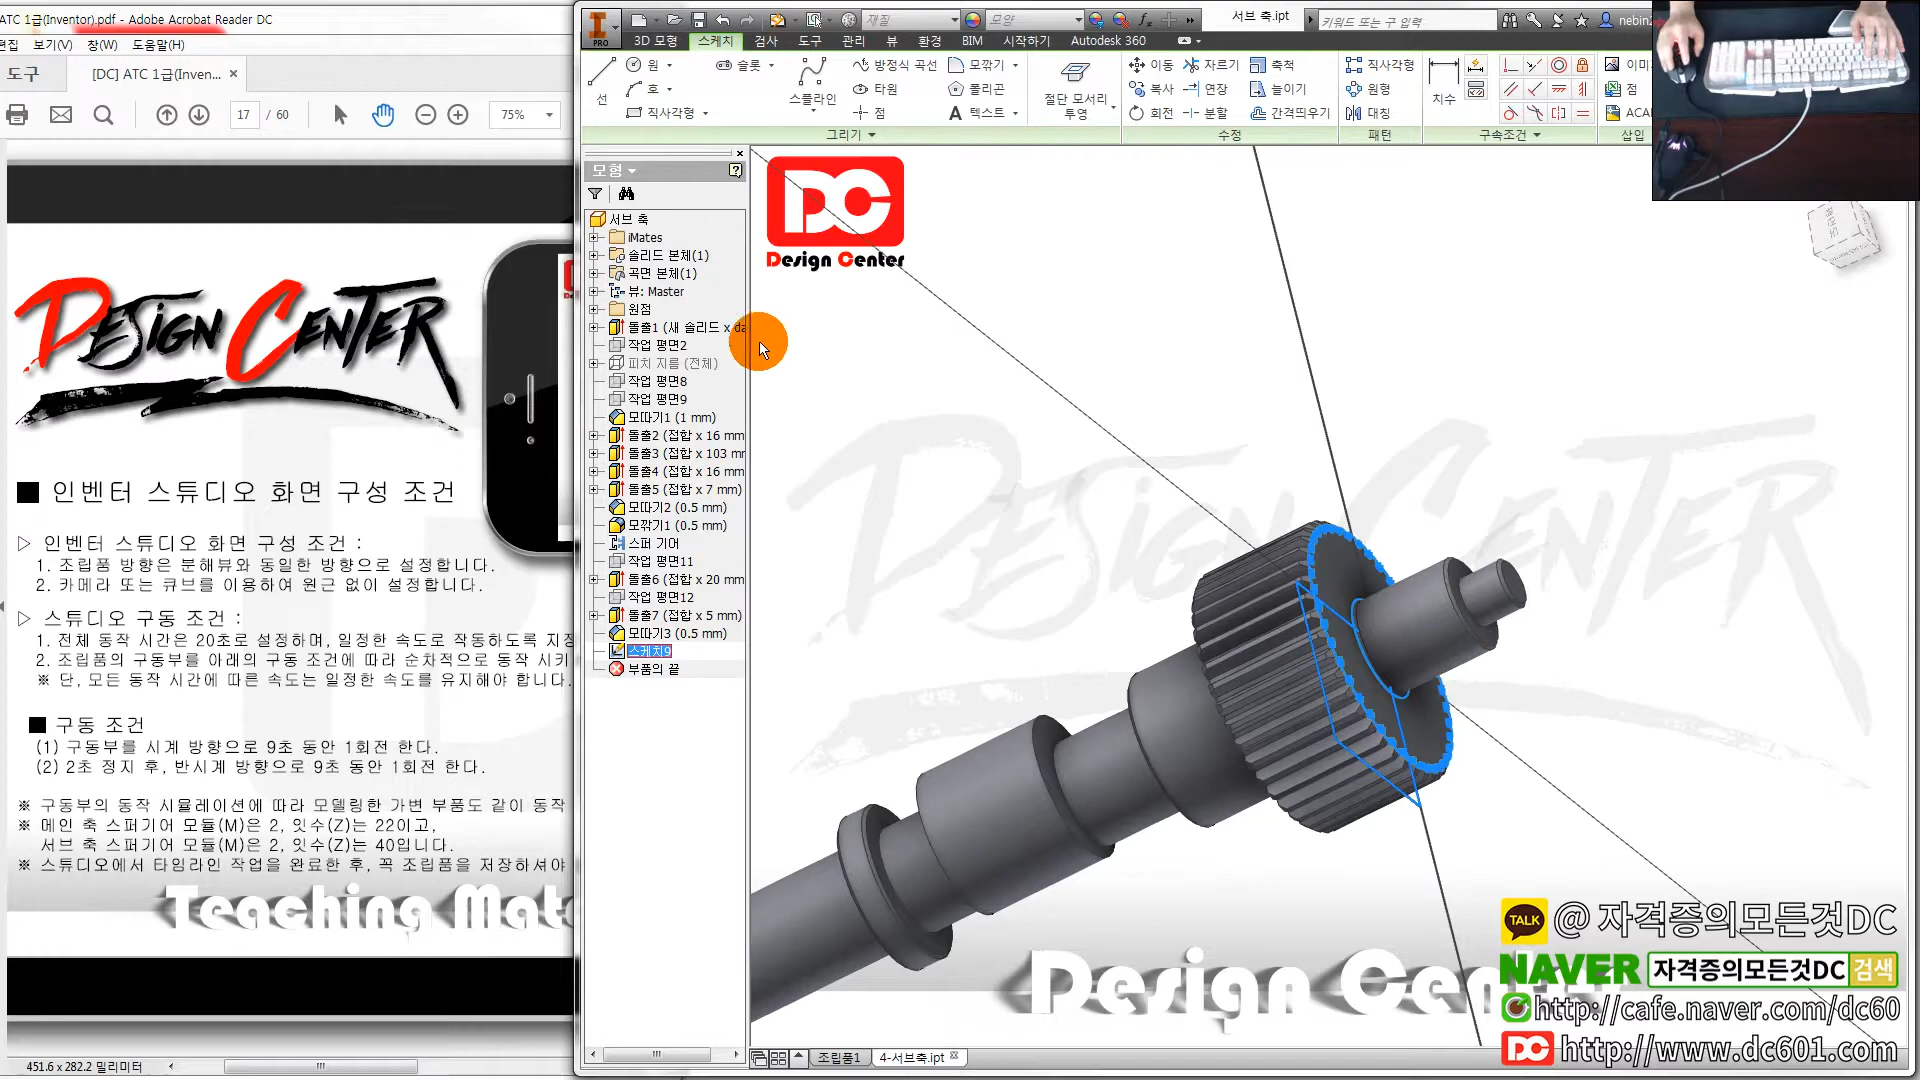 ATC 1급(Inventor).pdf - Adobe Acrobat Reader DC
편집 보기(V) 창(W) 도움말(H)
도구
[DC] ATC 1급(Inven... ×
17 / 60
75%
DESIGN CENTER
■ 인벤터 스튜디오 화면 구성 조건
▷ 인벤터 스튜디오 화면 구성 조건 :
1. 조립품 방향은 분해뷰와 동일한 방향으로 설정합니다.
2. 카메라 또는 큐브를 이용하여 원근 없이 설정합니다.
▷ 스튜디오 구동 조건 :
1. 전체 동작 시간은 20초로 설정하며, 일정한 속도로 작동하도록 지정
2. 조립품의 구동부를 아래의 구동 조건에 따라 순차적으로 동작 시키
※ 단, 모든 동작 시간에 따른 속도는 일정한 속도를 유지해야 합니다.
■ 구동 조건
(1) 구동부를 시계 방향으로 9초 동안 1회전 한다.
(2) 2초 정지 후, 반시계 방향으로 9초 동안 1회전 한다.
※ 구동부의 동작 시뮬레이션에 따라 모델링한 가변 부품도 같이 동작
※ 메인 축 스퍼기어 모듈(M)은 2, 잇수(Z)는 22이고,
서브 축 스퍼기어 모듈(M)은 2, 잇수(Z)는 40입니다.
※ 스튜디오에서 타임라인 작업을 완료한 후, 꼭 조립품을 저장하셔야
Teaching Mat
451.6 x 282.2 밀리미터
PRO
재질
모양
서브 축.ipt
키워드 또는 구 입력
nebin
3D 모형 스케치 검사 도구 관리 뷰 환경 BIM 시작하기 Autodesk 360
선
원
호
직사각형
슬롯
스플라인
방정식 곡선
타원
점
모깎기
폴리곤
텍스트
절단 모서리
투영
이동 자르기 축척
복사 연장 늘이기
회전 분할 간격띄우기
직사각형
원형
대칭
치수
이미
점
ACA
그리기 수정 패턴 구속조건 삽입
모형
서브 축
iMates
솔리드 본체(1)
곡면 본체(1)
뷰: Master
원점
돌출1 (새 솔리드 x da
작업 평면2
피치 지름 (전체)
작업 평면8
작업 평면9
모따기1 (1 mm)
돌출2 (접합 x 16 mm
돌출3 (접합 x 103 mm
돌출4 (접합 x 16 mm
돌출5 (접합 x 7 mm)
모따기2 (0.5 mm)
모깎기1 (0.5 mm)
스퍼 기어
작업 평면11
돌출6 (접합 x 20 mm
작업 평면12
돌출7 (접합 x 5 mm)
모따기3 (0.5 mm)
스케치9
부품의 끝
DC
Design Center
DESIGN CENTER
Design Cen
조립품1
4-서브축.ipt
TALK @ 자격증의모든것DC
NAVER 자격증의모든것DC 검색
http://cafe.naver.com/dc60
DC http://www.dc601.com